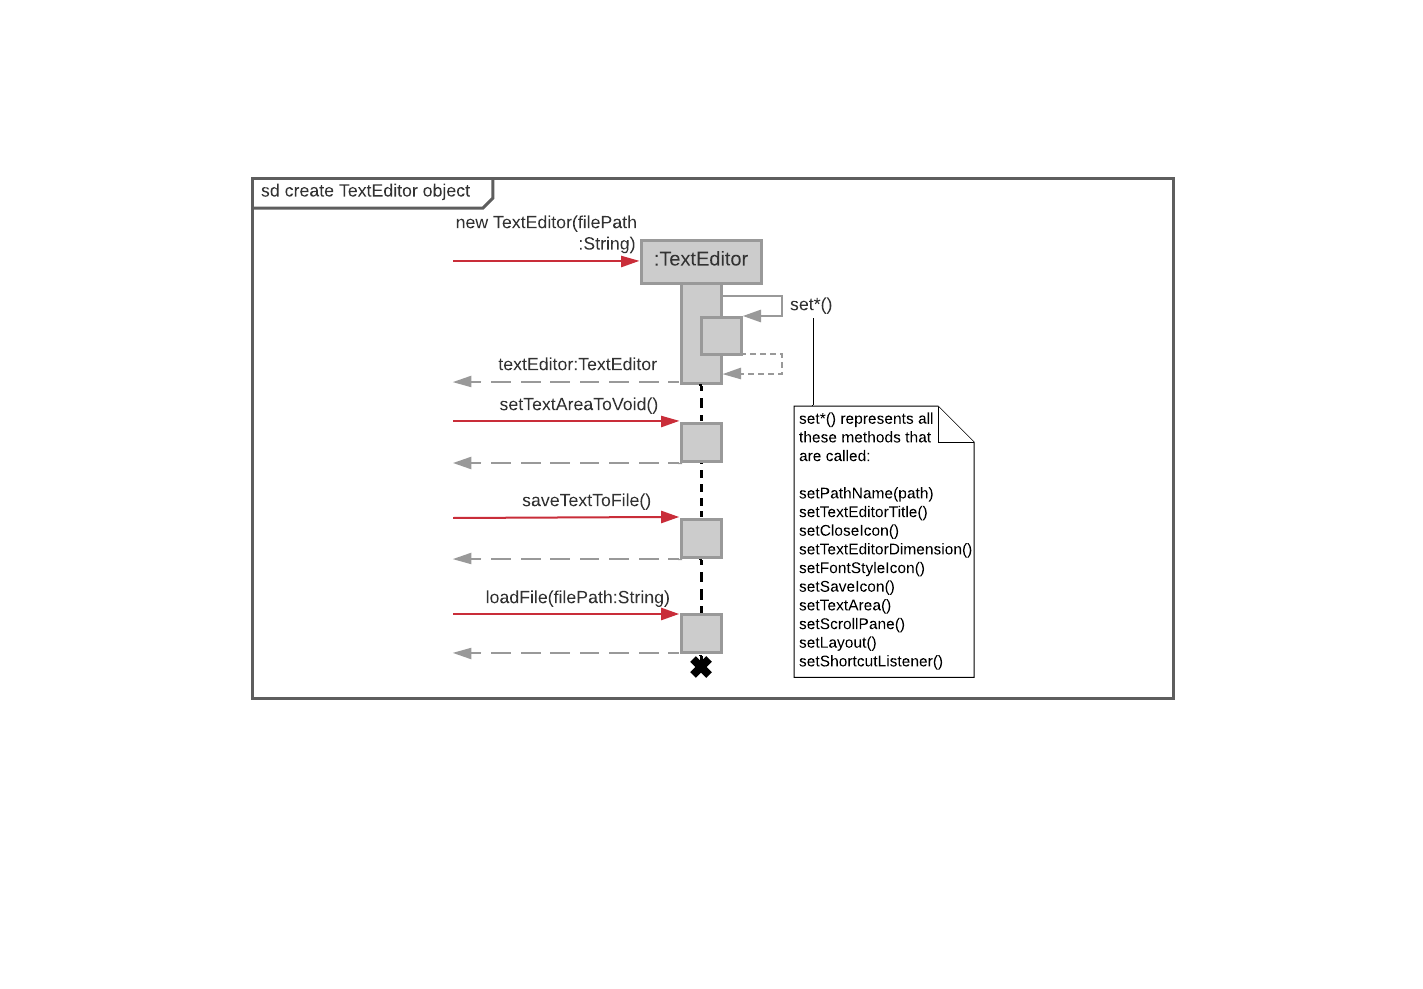 sd create TextEditor object
new TextEditor(filePath
:String)
:TextEditor
set*()
textEditor:TextEditor
setTextAreaToVoid()
saveTextToFile()
loadFile(filePath:String)
set*() represents all
these methods that
are called:
setPathName(path)
setTextEditorTitle()
setCloseIcon()
setTextEditorDimension()
setFontStyleIcon()
setSaveIcon()
setTextArea()
setScrollPane()
setLayout()
setShortcutListener()